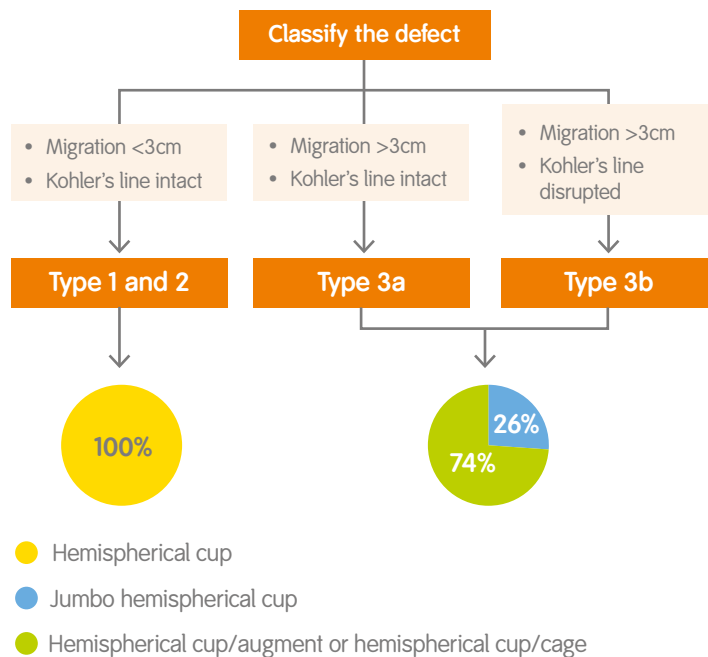 Classify the defect
• Migration <3cm
• Kohler's line intact
• Migration >3cm
• Kohler's line intact
• Migration >3cm
• Kohler's line
disrupted
Type 1 and 2
Type 3a
Type 3b
100%
26%
74%
Hemispherical cup
Jumbo hemispherical cup
Hemispherical cup/augment or hemispherical cup/cage